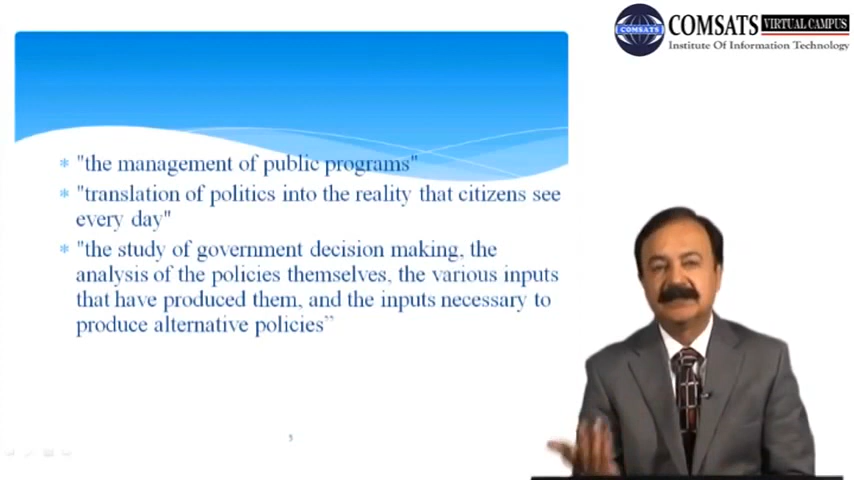 COMSATS VIRTUAL CAMPUS
COMSATS
Institute Of Information Technology
* "the management of public programs"
* "translation of politics into the reality that citizens see
every day"
* "the study of government decision making, the
analysis of the policies themselves, the various inputs
that have produced them, and the inputs necessary to
produce alternative policies”